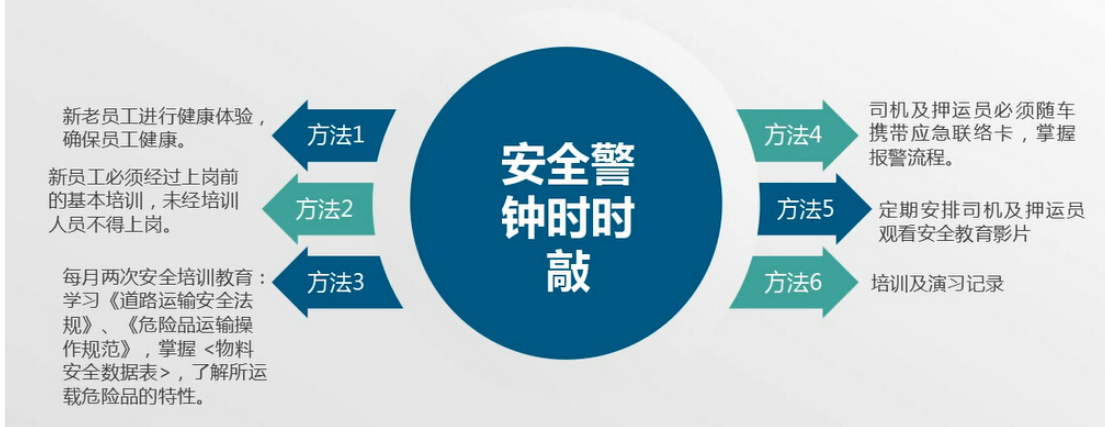 安全警
钟时时
敲
方法1
新老员工进行健康体验，
确保员工健康。
方法2
新员工必须经过上岗前
的基本培训，未经培训
人员不得上岗。
方法3
每月两次安全培训教育：
学习《道路运输安全法
规》、《危险品运输操
作规范》，掌握 <物料
安全数据表>，了解所运
载危险品的特性。
方法4
司机及押运员必须随车
携带应急联络卡，掌握
报警流程。
方法5
定期安排司机及押运员
观看安全教育影片
方法6
培训及演习记录